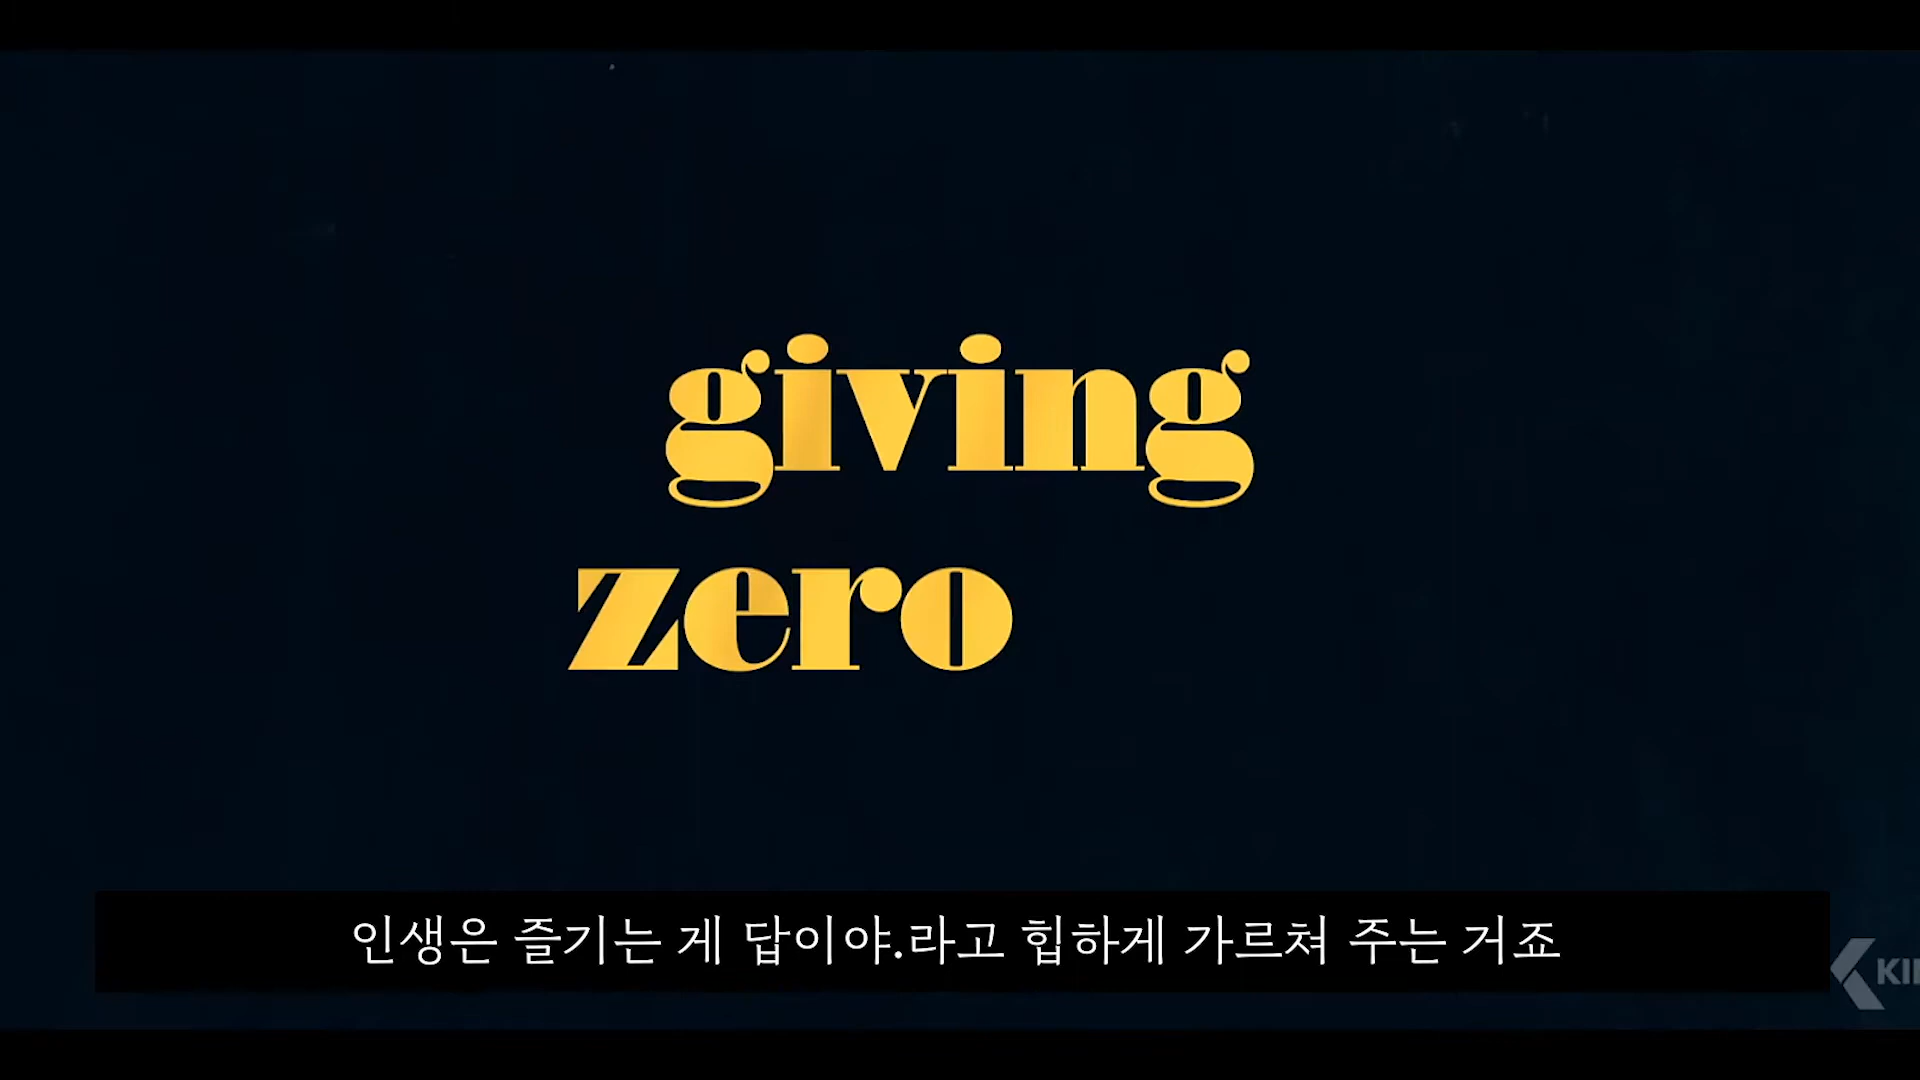 giving
zero
인생은 즐기는 게 답이야.라고 힙하게 가르쳐 주는 거죠